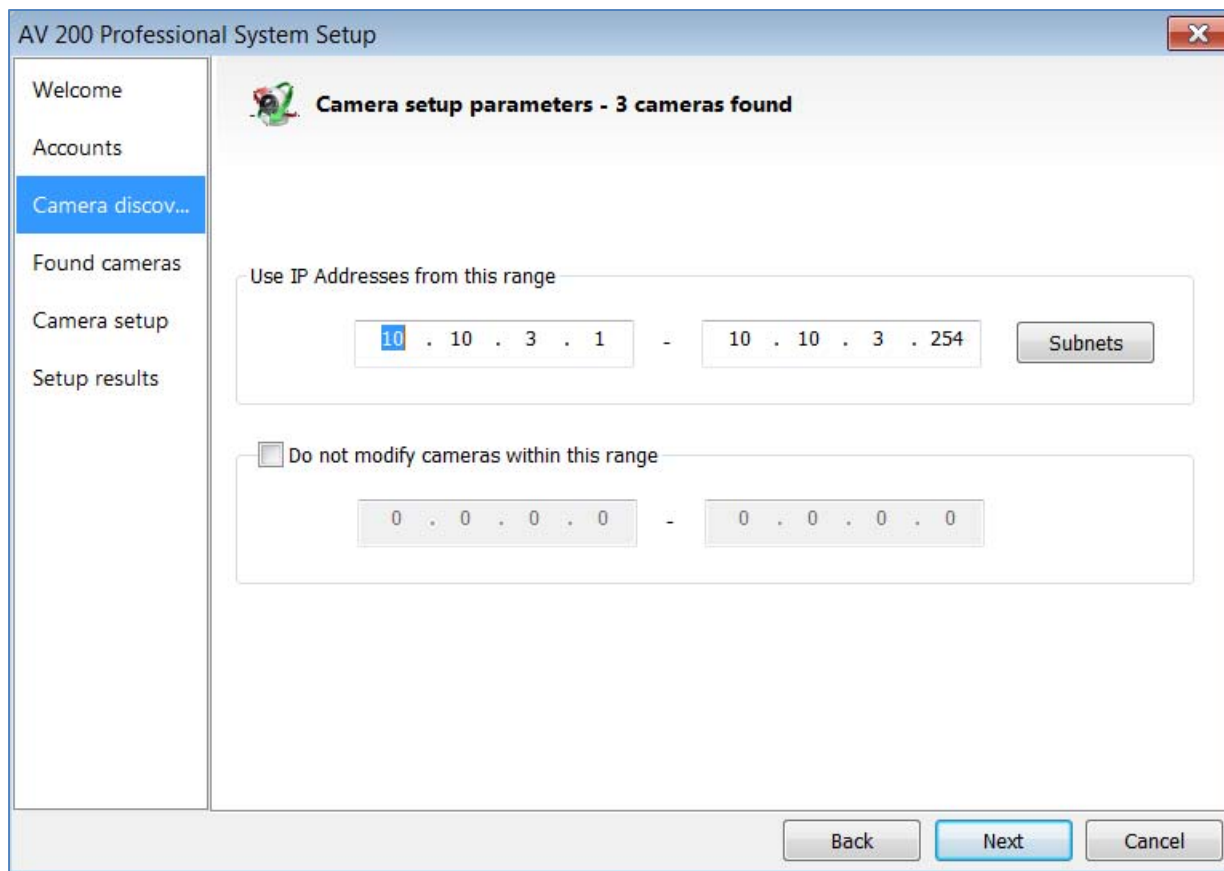 AV 200 Professional System Setup
Welcome
Accounts
Camera discov...
Found cameras
Camera setup
Setup results
Camera setup parameters - 3 cameras found
Use IP Addresses from this range
10 . 10 . 3 . 1 - 10 . 10 . 3 . 254 Subnets
Do not modify cameras within this range
0 . 0 . 0 . 0 - 0 . 0 . 0 . 0
Back Next Cancel